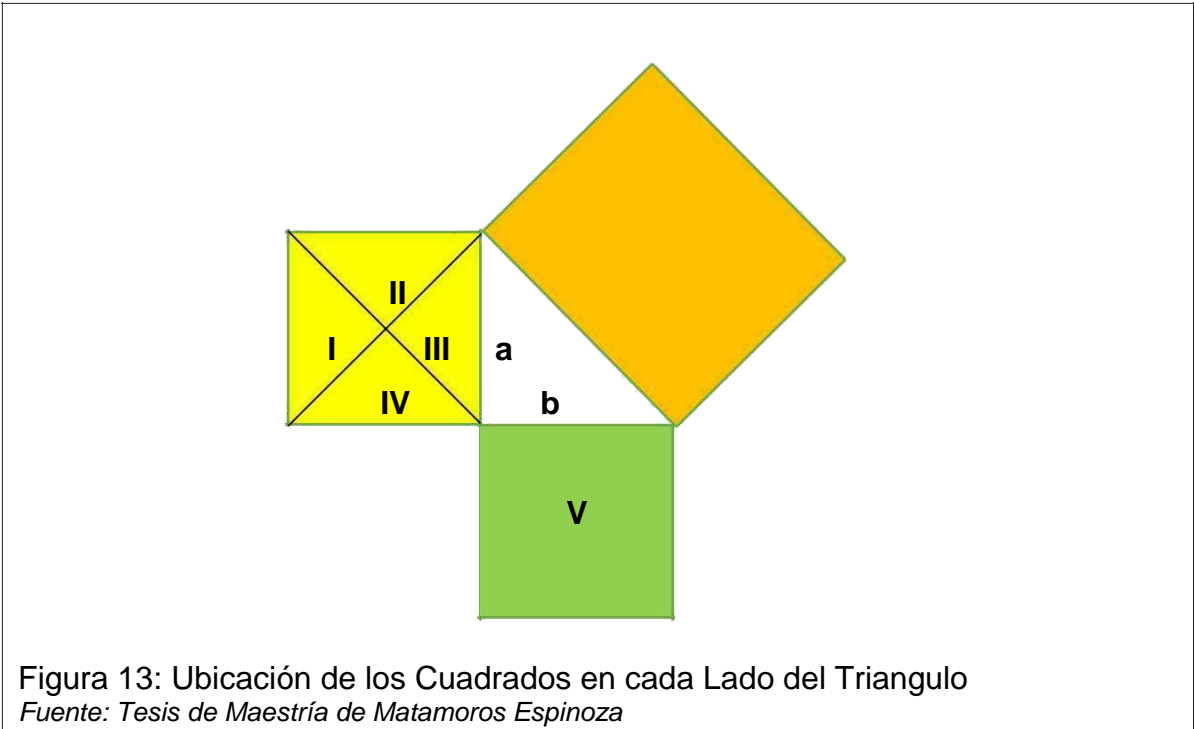 II
I
III
a
IV
b
V
Figura 13: Ubicación de los Cuadrados en cada Lado del Triangulo
Fuente: Tesis de Maestría de Matamoros Espinoza